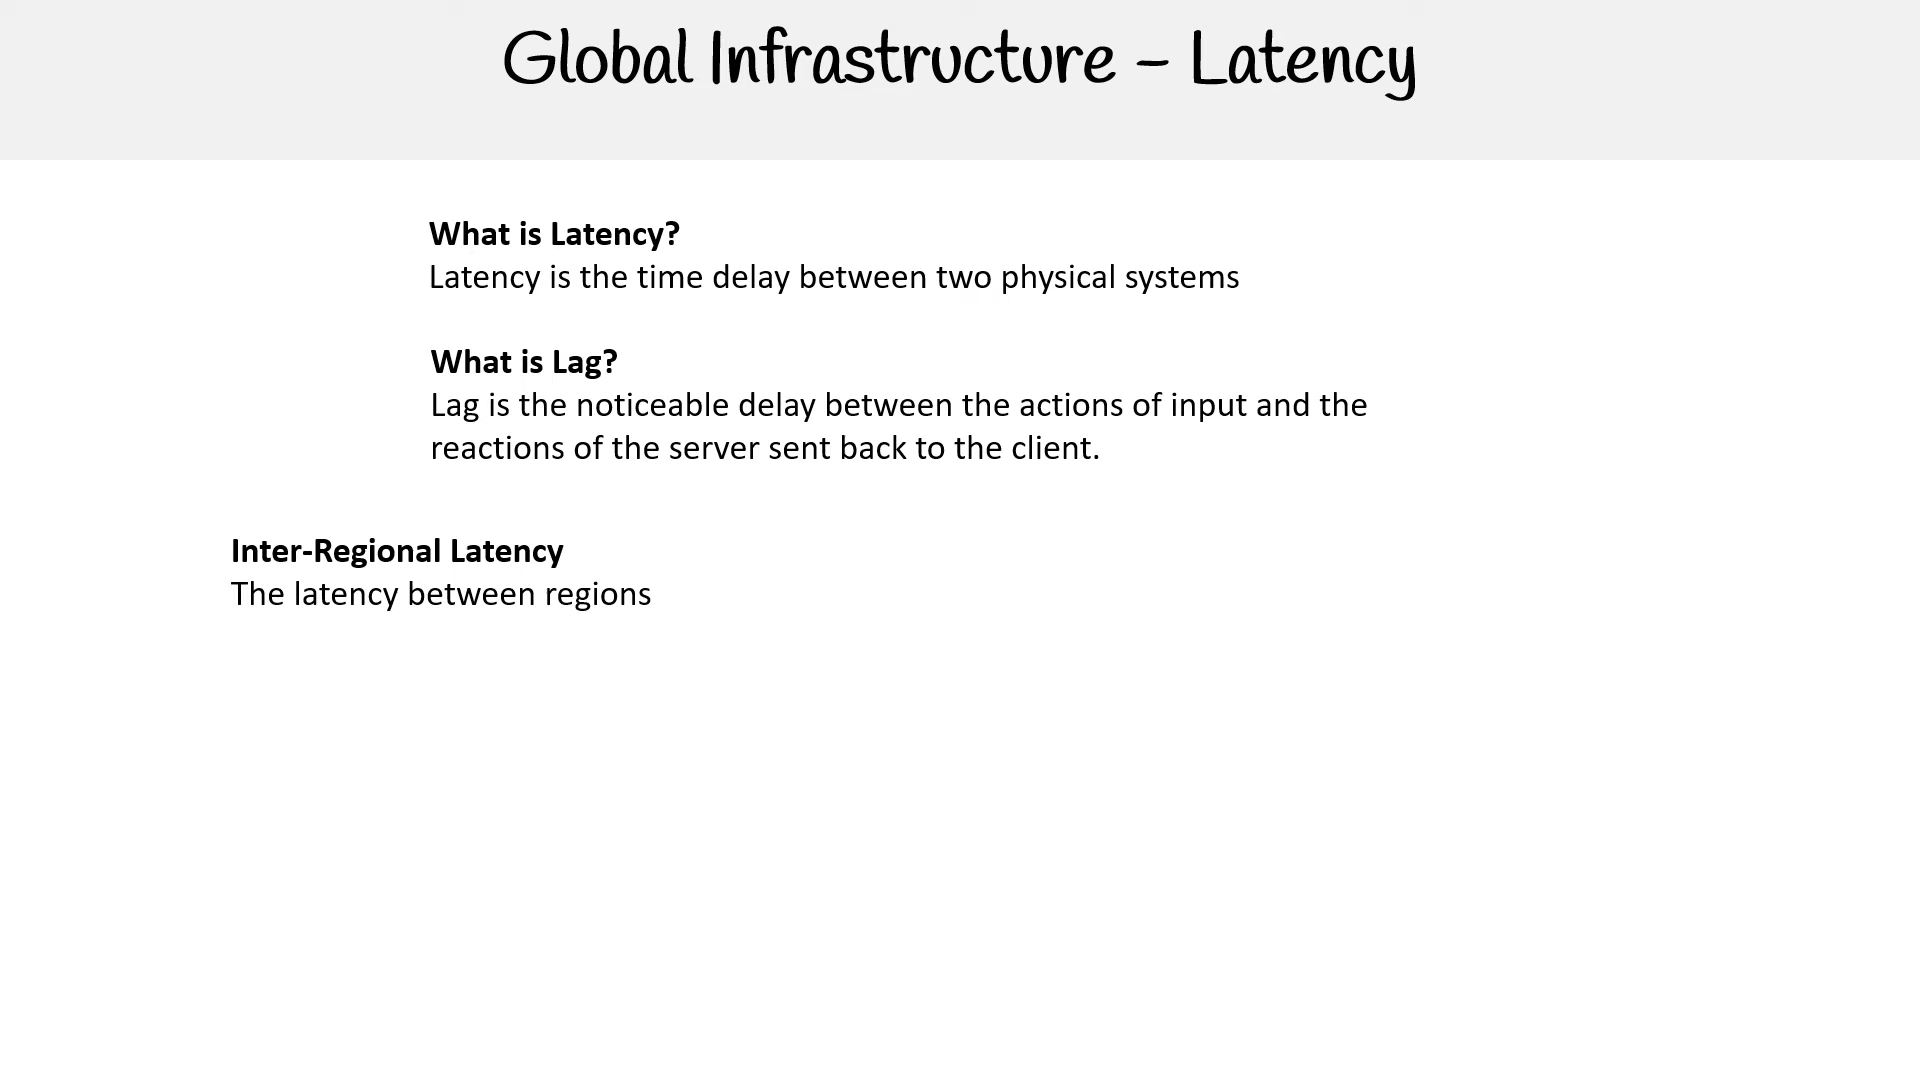 Global Infrastructure – Latency
What is Latency?
Latency is the time delay between two physical systems
What is Lag?
Lag is the noticeable delay between the actions of input and the
reactions of the server sent back to the client.
Inter-Regional Latency
The latency between regions